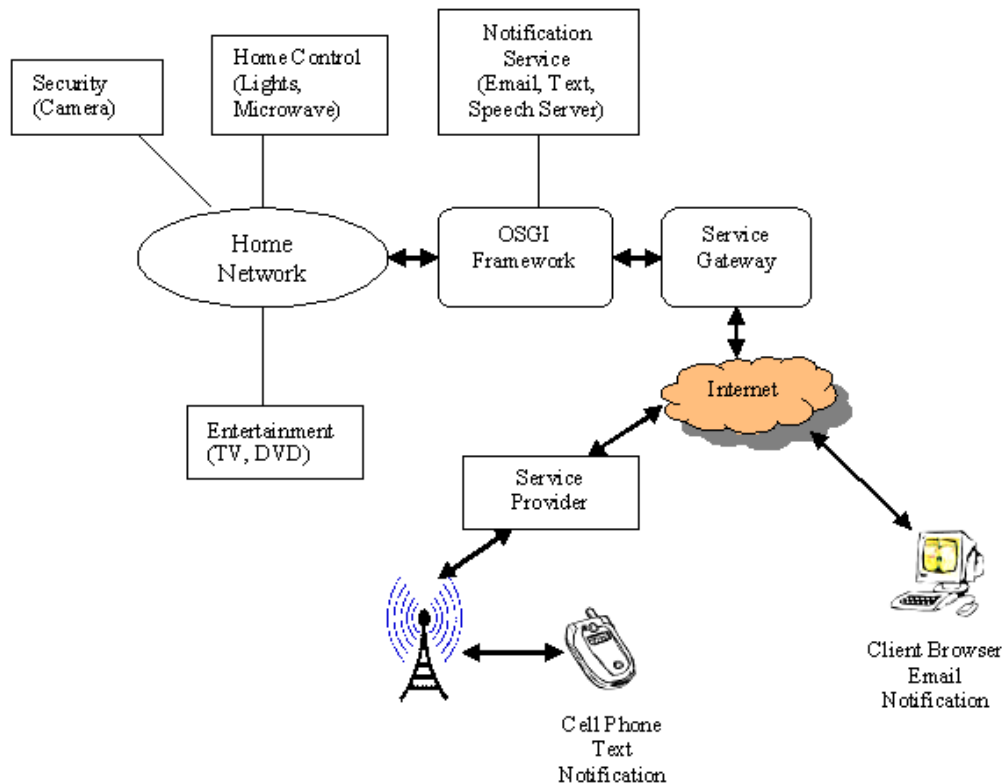 Notification
Service
(Email, Text,
Speech Server)
Home Control
(Lights,
Microwave)
Security
(Camera)
Home
Network
OSGI
Framework
Service
Gateway
Internet
Entertainment
(TV, DVD)
Service
Provider
Client Browser
Email
Notification
Cell Phone
Text
Notification